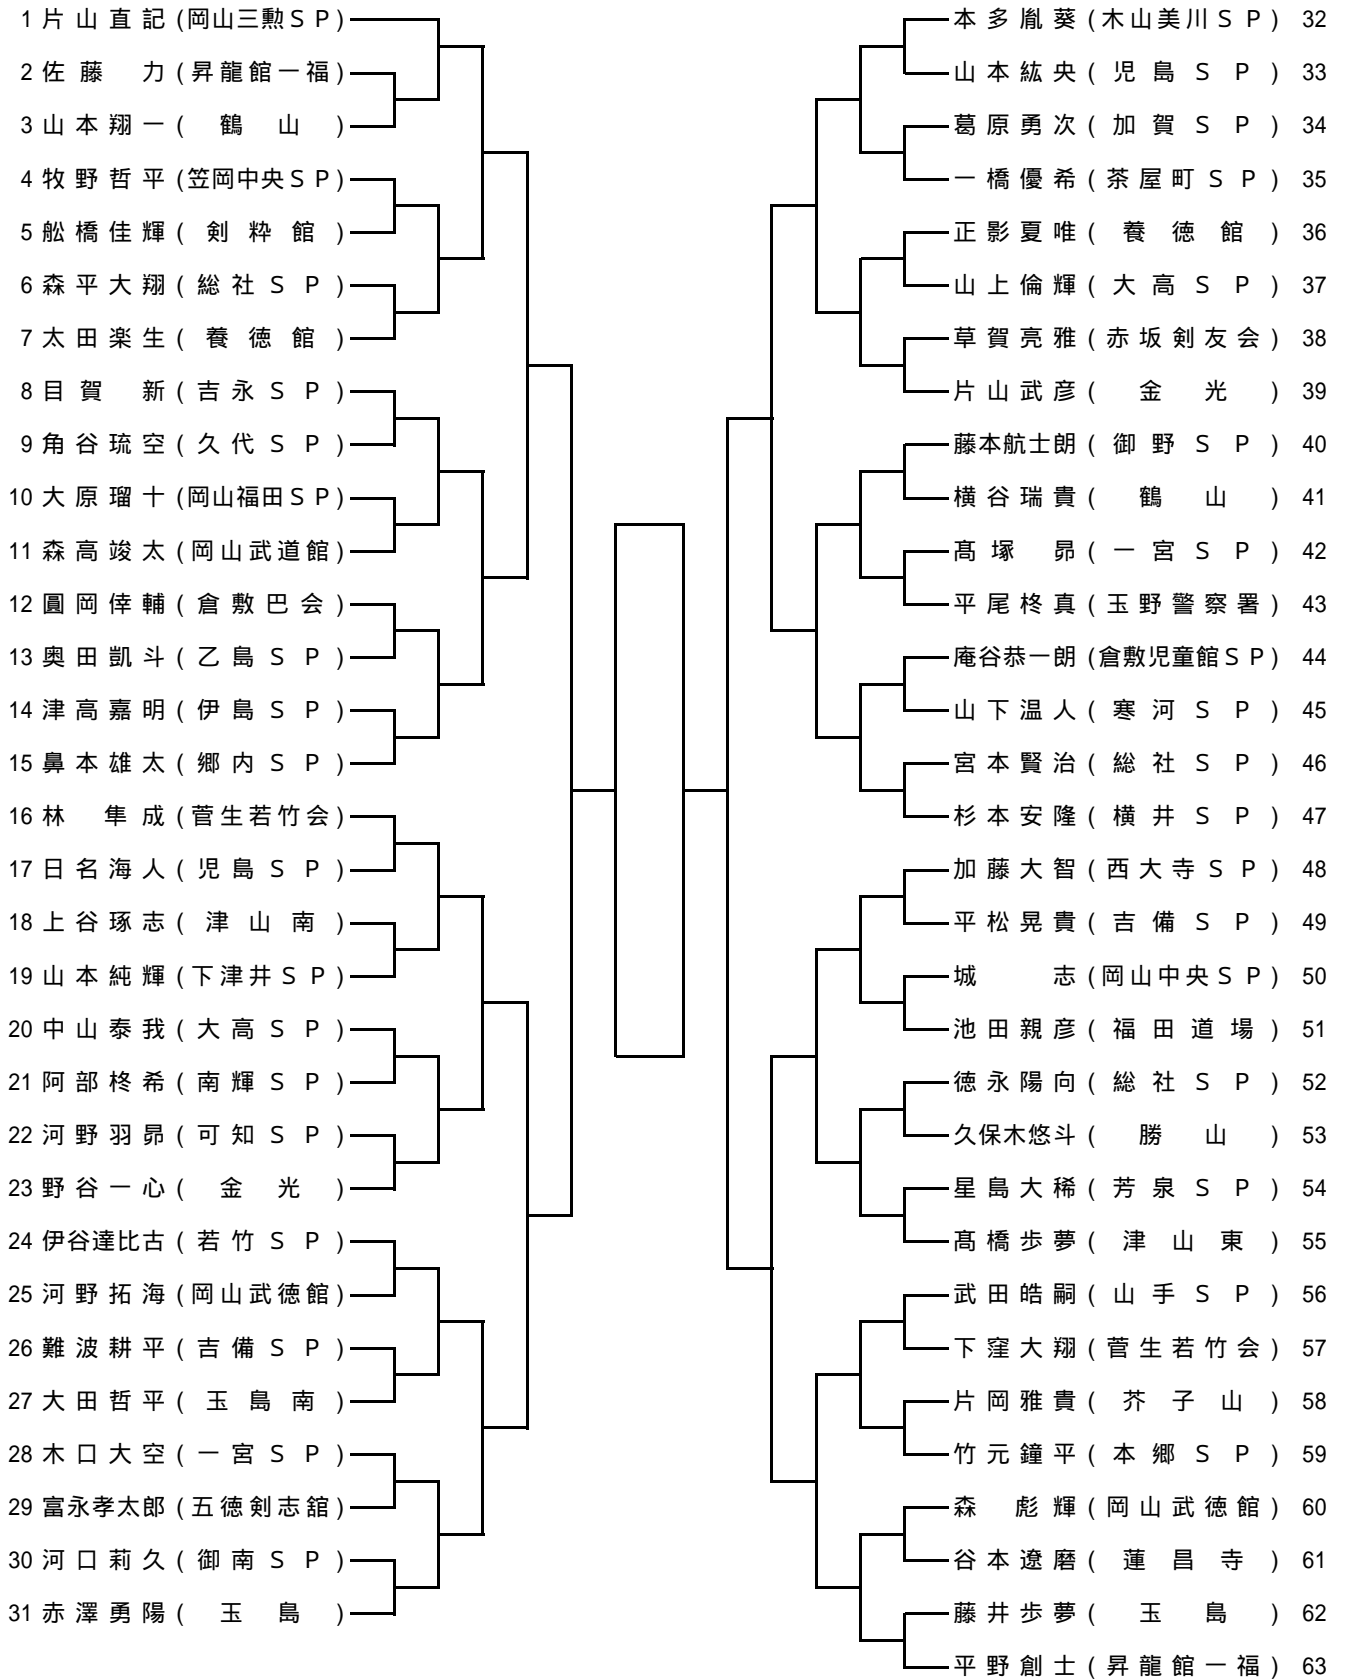 1 片山直記 (岡山三勲ＳＰ)
2 佐藤　力 (昇龍館一福)
3 山本翔一 (鶴山)
4 牧野哲平 (笠岡中央ＳＰ)
5 舩橋佳輝 (剣粋館)
6 森平大翔 (総社ＳＰ)
7 太田楽生 (養徳館)
8 目賀　新 (吉永ＳＰ)
9 角谷琉空 (久代ＳＰ)
10 大原瑠十 (岡山福田ＳＰ)
11 森高竣太 (岡山武道館)
12 圓岡倖輔 (倉敷巴会)
13 奥田凱斗 (乙島ＳＰ)
14 津高嘉明 (伊島ＳＰ)
15 鼻本雄太 (郷内ＳＰ)
16 林　隼成 (菅生若竹会)
17 日名海人 (児島ＳＰ)
18 上谷琢志 (津山南)
19 山本純輝 (下津井ＳＰ)
20 中山泰我 (大高ＳＰ)
21 阿部柊希 (南輝ＳＰ)
22 河野羽昴 (可知ＳＰ)
23 野谷一心 (金光)
24 伊谷達比古 (若竹ＳＰ)
25 河野拓海 (岡山武徳館)
26 難波耕平 (吉備ＳＰ)
27 大田哲平 (玉島南)
28 木口大空 (一宮ＳＰ)
29 富永孝太郎 (五徳剣志舘)
30 河口莉久 (御南ＳＰ)
31 赤澤勇陽 (玉島)
本多胤葵 (木山美川ＳＰ) 32
山本紘央 (児島ＳＰ) 33
葛原勇次 (加賀ＳＰ) 34
一橋優希 (茶屋町ＳＰ) 35
正影夏唯 (養徳館) 36
山上倫輝 (大高ＳＰ) 37
草賀亮雅 (赤坂剣友会) 38
片山武彦 (金光) 39
藤本航士朗 (御野ＳＰ) 40
横谷瑞貴 (鶴山) 41
髙塚　昴 (一宮ＳＰ) 42
平尾柊真 (玉野警察署) 43
庵谷恭一朗 (倉敷児童館ＳＰ) 44
山下温人 (寒河ＳＰ) 45
宮本賢治 (総社ＳＰ) 46
杉本安隆 (横井ＳＰ) 47
加藤大智 (西大寺ＳＰ) 48
平松晃貴 (吉備ＳＰ) 49
城　志 (岡山中央ＳＰ) 50
池田親彦 (福田道場) 51
徳永陽向 (総社ＳＰ) 52
久保木悠斗 (勝山) 53
星島大稀 (芳泉ＳＰ) 54
髙橋歩夢 (津山東) 55
武田皓嗣 (山手ＳＰ) 56
下窪大翔 (菅生若竹会) 57
片岡雅貴 (芥子山) 58
竹元鐘平 (本郷ＳＰ) 59
森　彪輝 (岡山武徳館) 60
谷本遼磨 (蓮昌寺) 61
藤井歩夢 (玉島) 62
平野創士 (昇龍館一福) 63